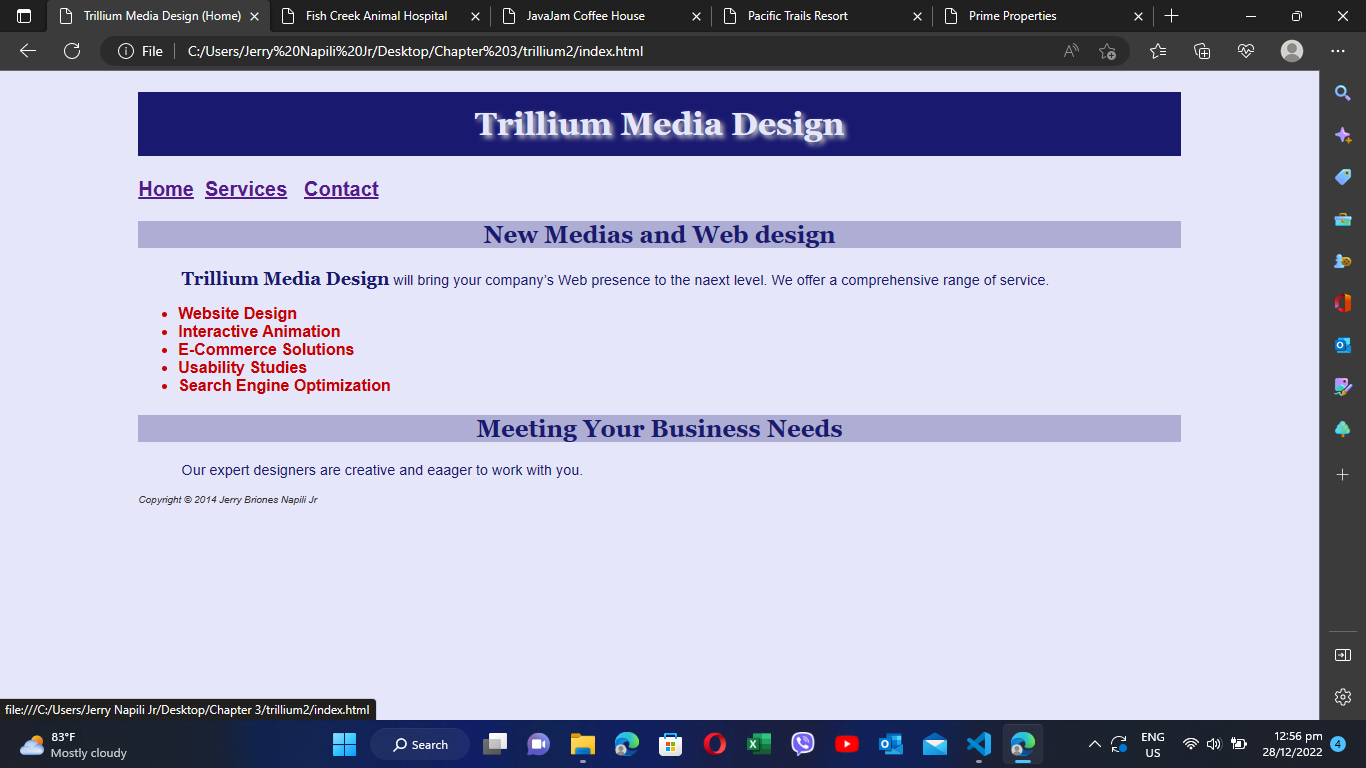 Trillium Media Design (Home)
Fish Creek Animal Hospital
JavaJam Coffee House
Pacific Trails Resort
Prime Properties
File
C:/Users/Jerry%20Napili%20Jr/Desktop/Chapter%203/trillium2/index.html
Trillium Media Design
Home Services Contact
New Medias and Web design
Trillium Media Design will bring your company's Web presence to the naext level. We offer a comprehensive range of service.
• Website Design
• Interactive Animation
• E-Commerce Solutions
• Usability Studies
• Search Engine Optimization
Meeting Your Business Needs
Our expert designers are creative and eaager to work with you.
Copyright © 2014 Jerry Briones Napili Jr
file:///C:/Users/Jerry Napili Jr/Desktop/Chapter 3/trillium2/index.html
83°F
Mostly cloudy
Search
ENG
US
12:56 pm
28/12/2022
4